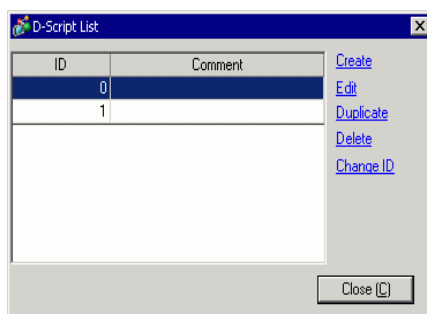 D-Script List
ID Comment
0
1
Create
Edit
Duplicate
Delete
Change ID
Close (C)